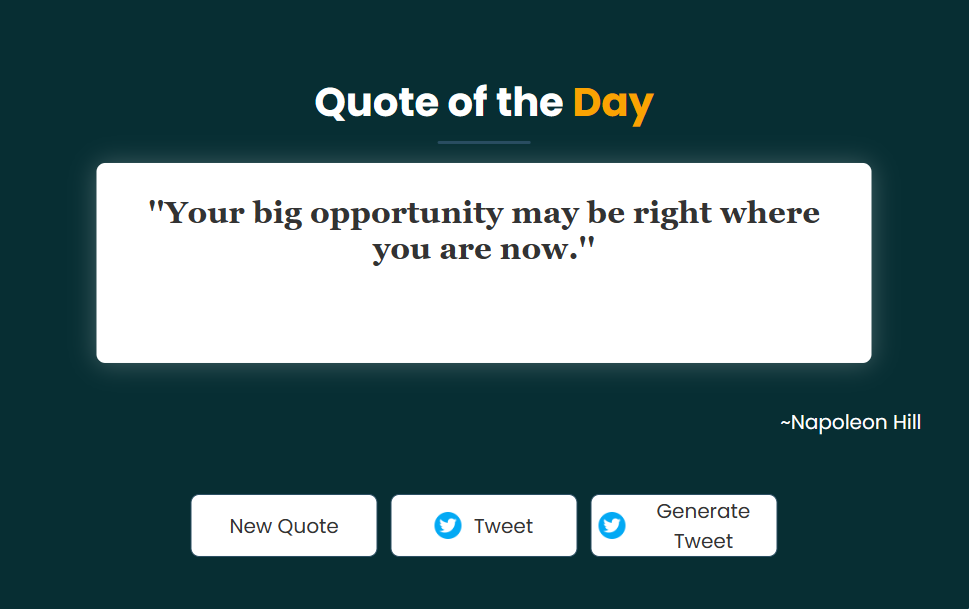 Quote of the Day
"Your big opportunity may be right where
you are now."
~Napoleon Hill
New Quote
Tweet
Generate
Tweet